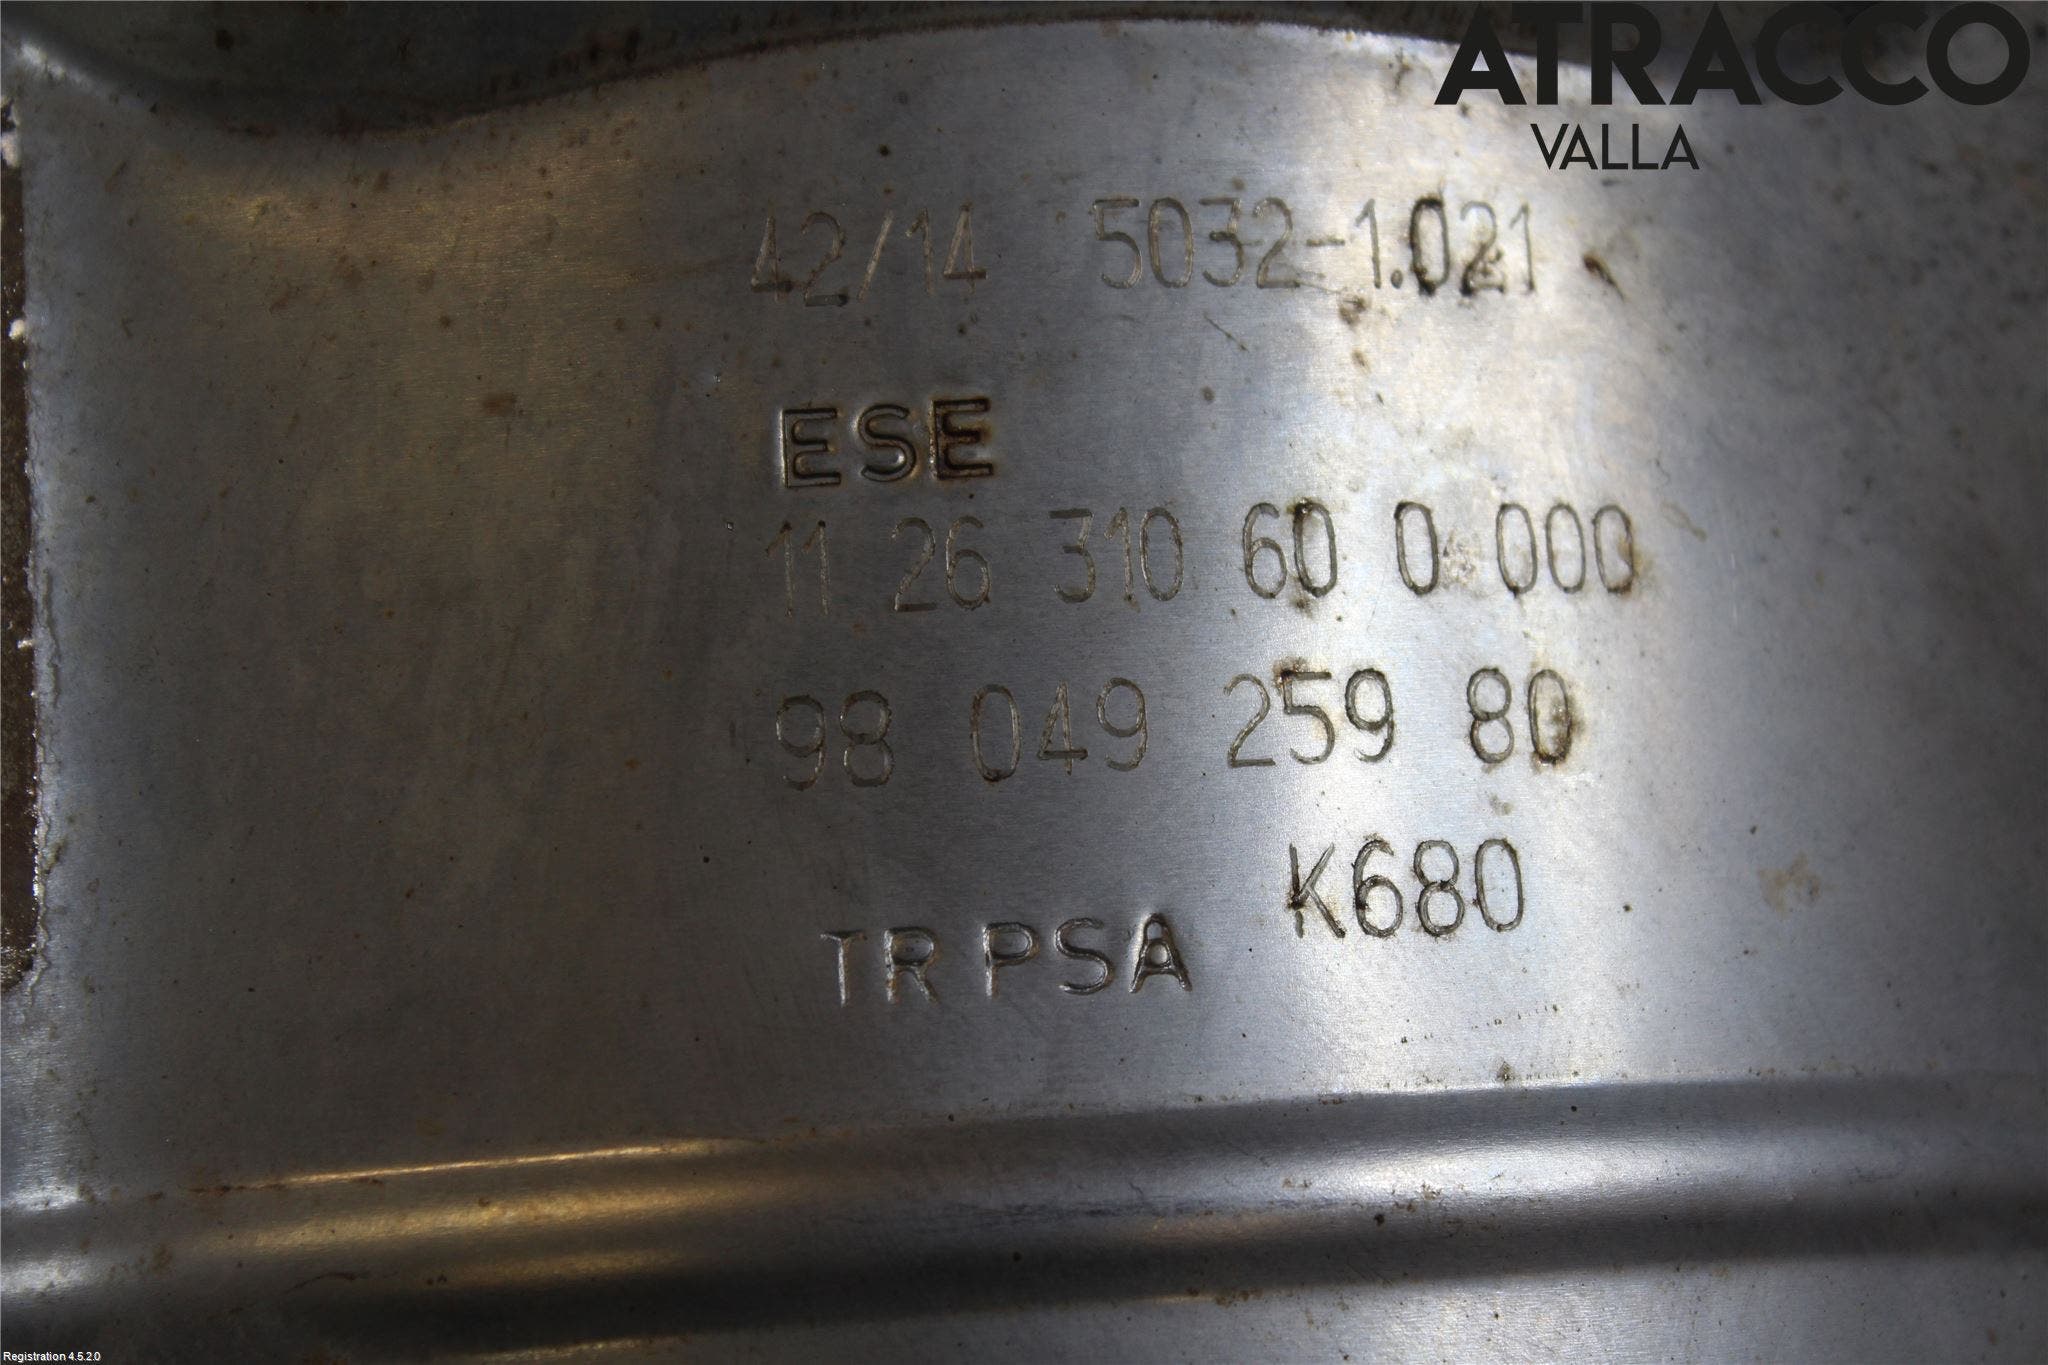 ATRACCO
VALLA
42/14 5032-1.021
ESE
11 26 310 60 0 000
98 049 259 80
K680
TR PSA
Registration 4.5.2.0